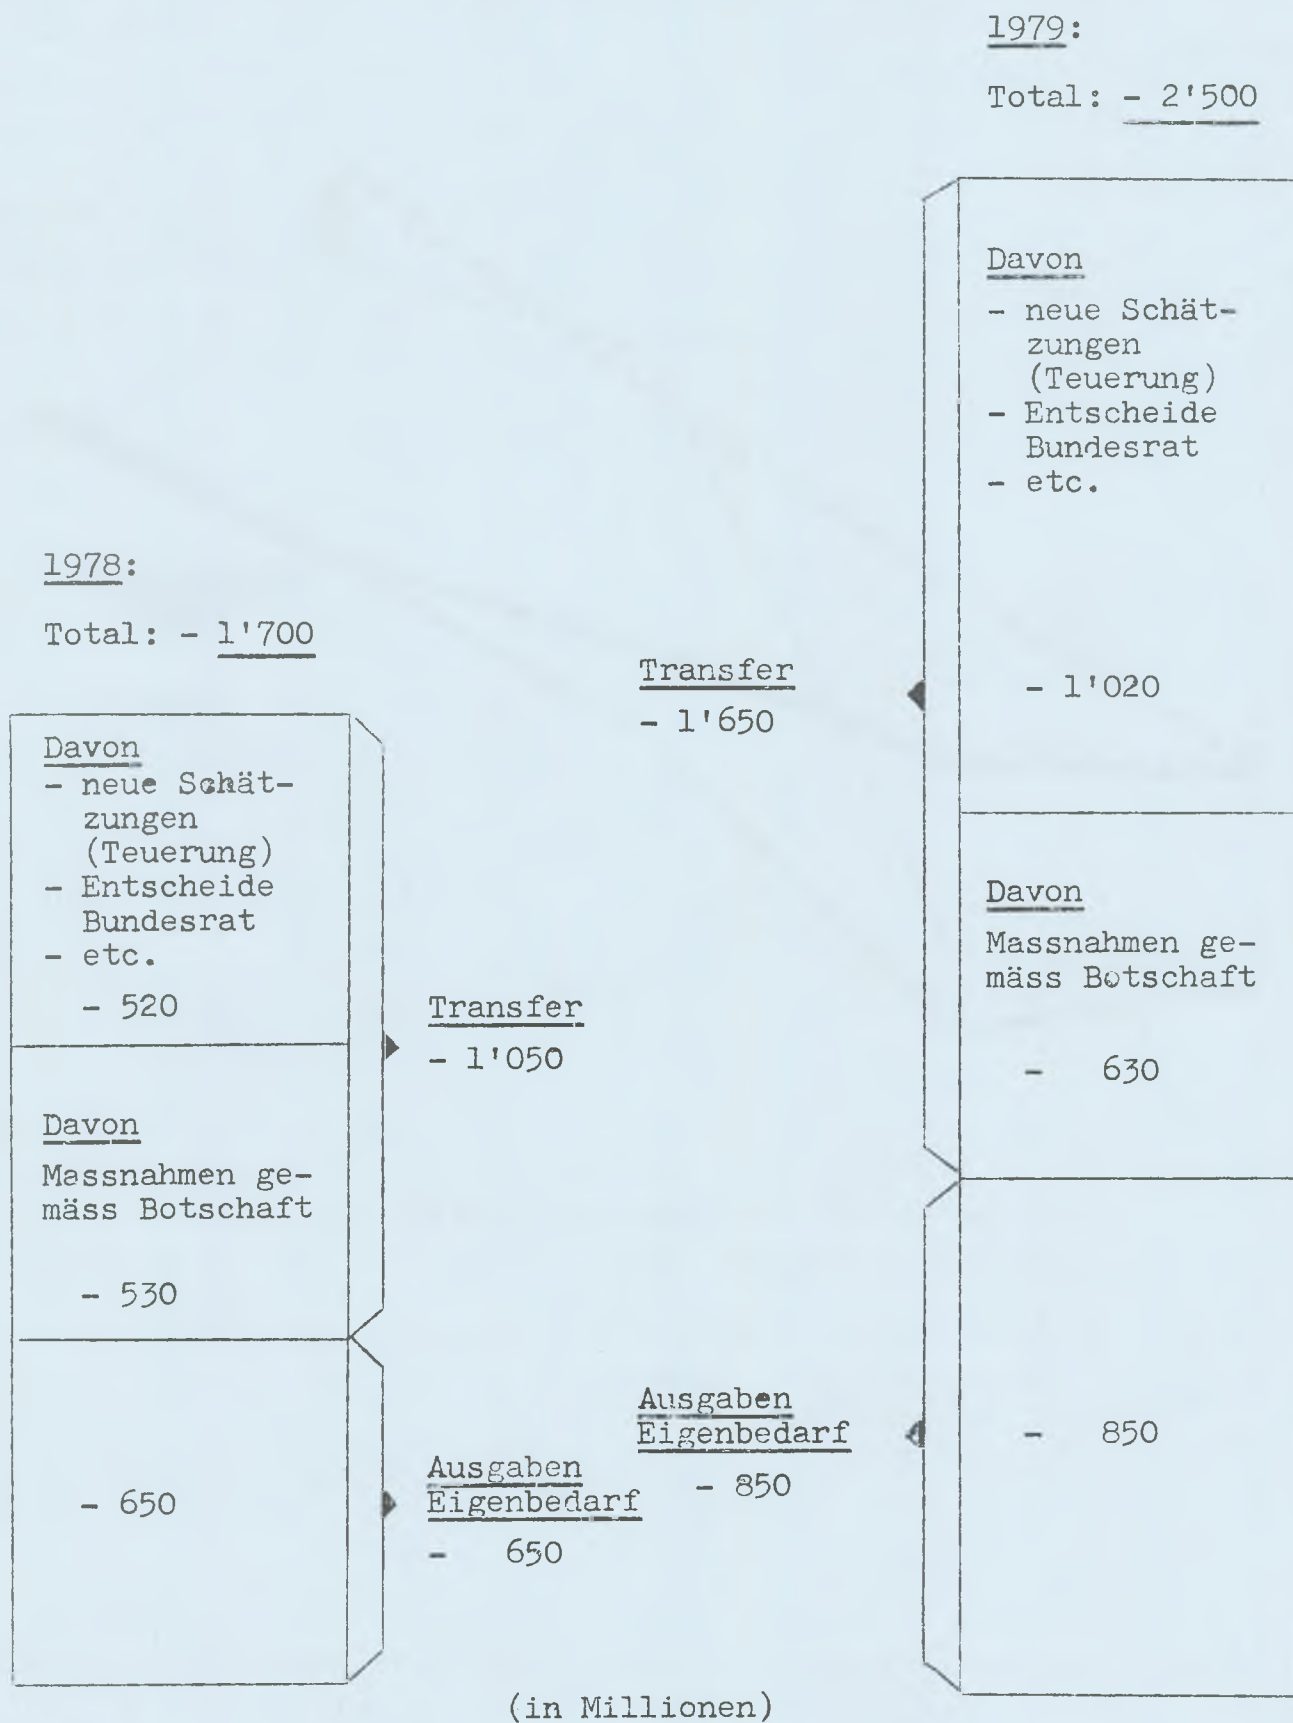 1978:
Total: - 1'700
Davon
- neue Schät-
zungen
(Teuerung)
- Entscheide
Bundesrat
- etc.
- 520
Davon
Massnahmen ge-
mäss Botschaft
- 530
- 650
Transfer
- 1'050
Ausgaben
Eigenbedarf
- 650
1979:
Total: - 2'500
Transfer
- 1'650
Ausgaben
Eigenbedarf
- 850
Davon
- neue Schät-
zungen
(Teuerung)
- Entscheide
Bundesrat
- etc.
- 1'020
Davon
Massnahmen ge-
mäss Botschaft
- 630
- 850
(in Millionen)